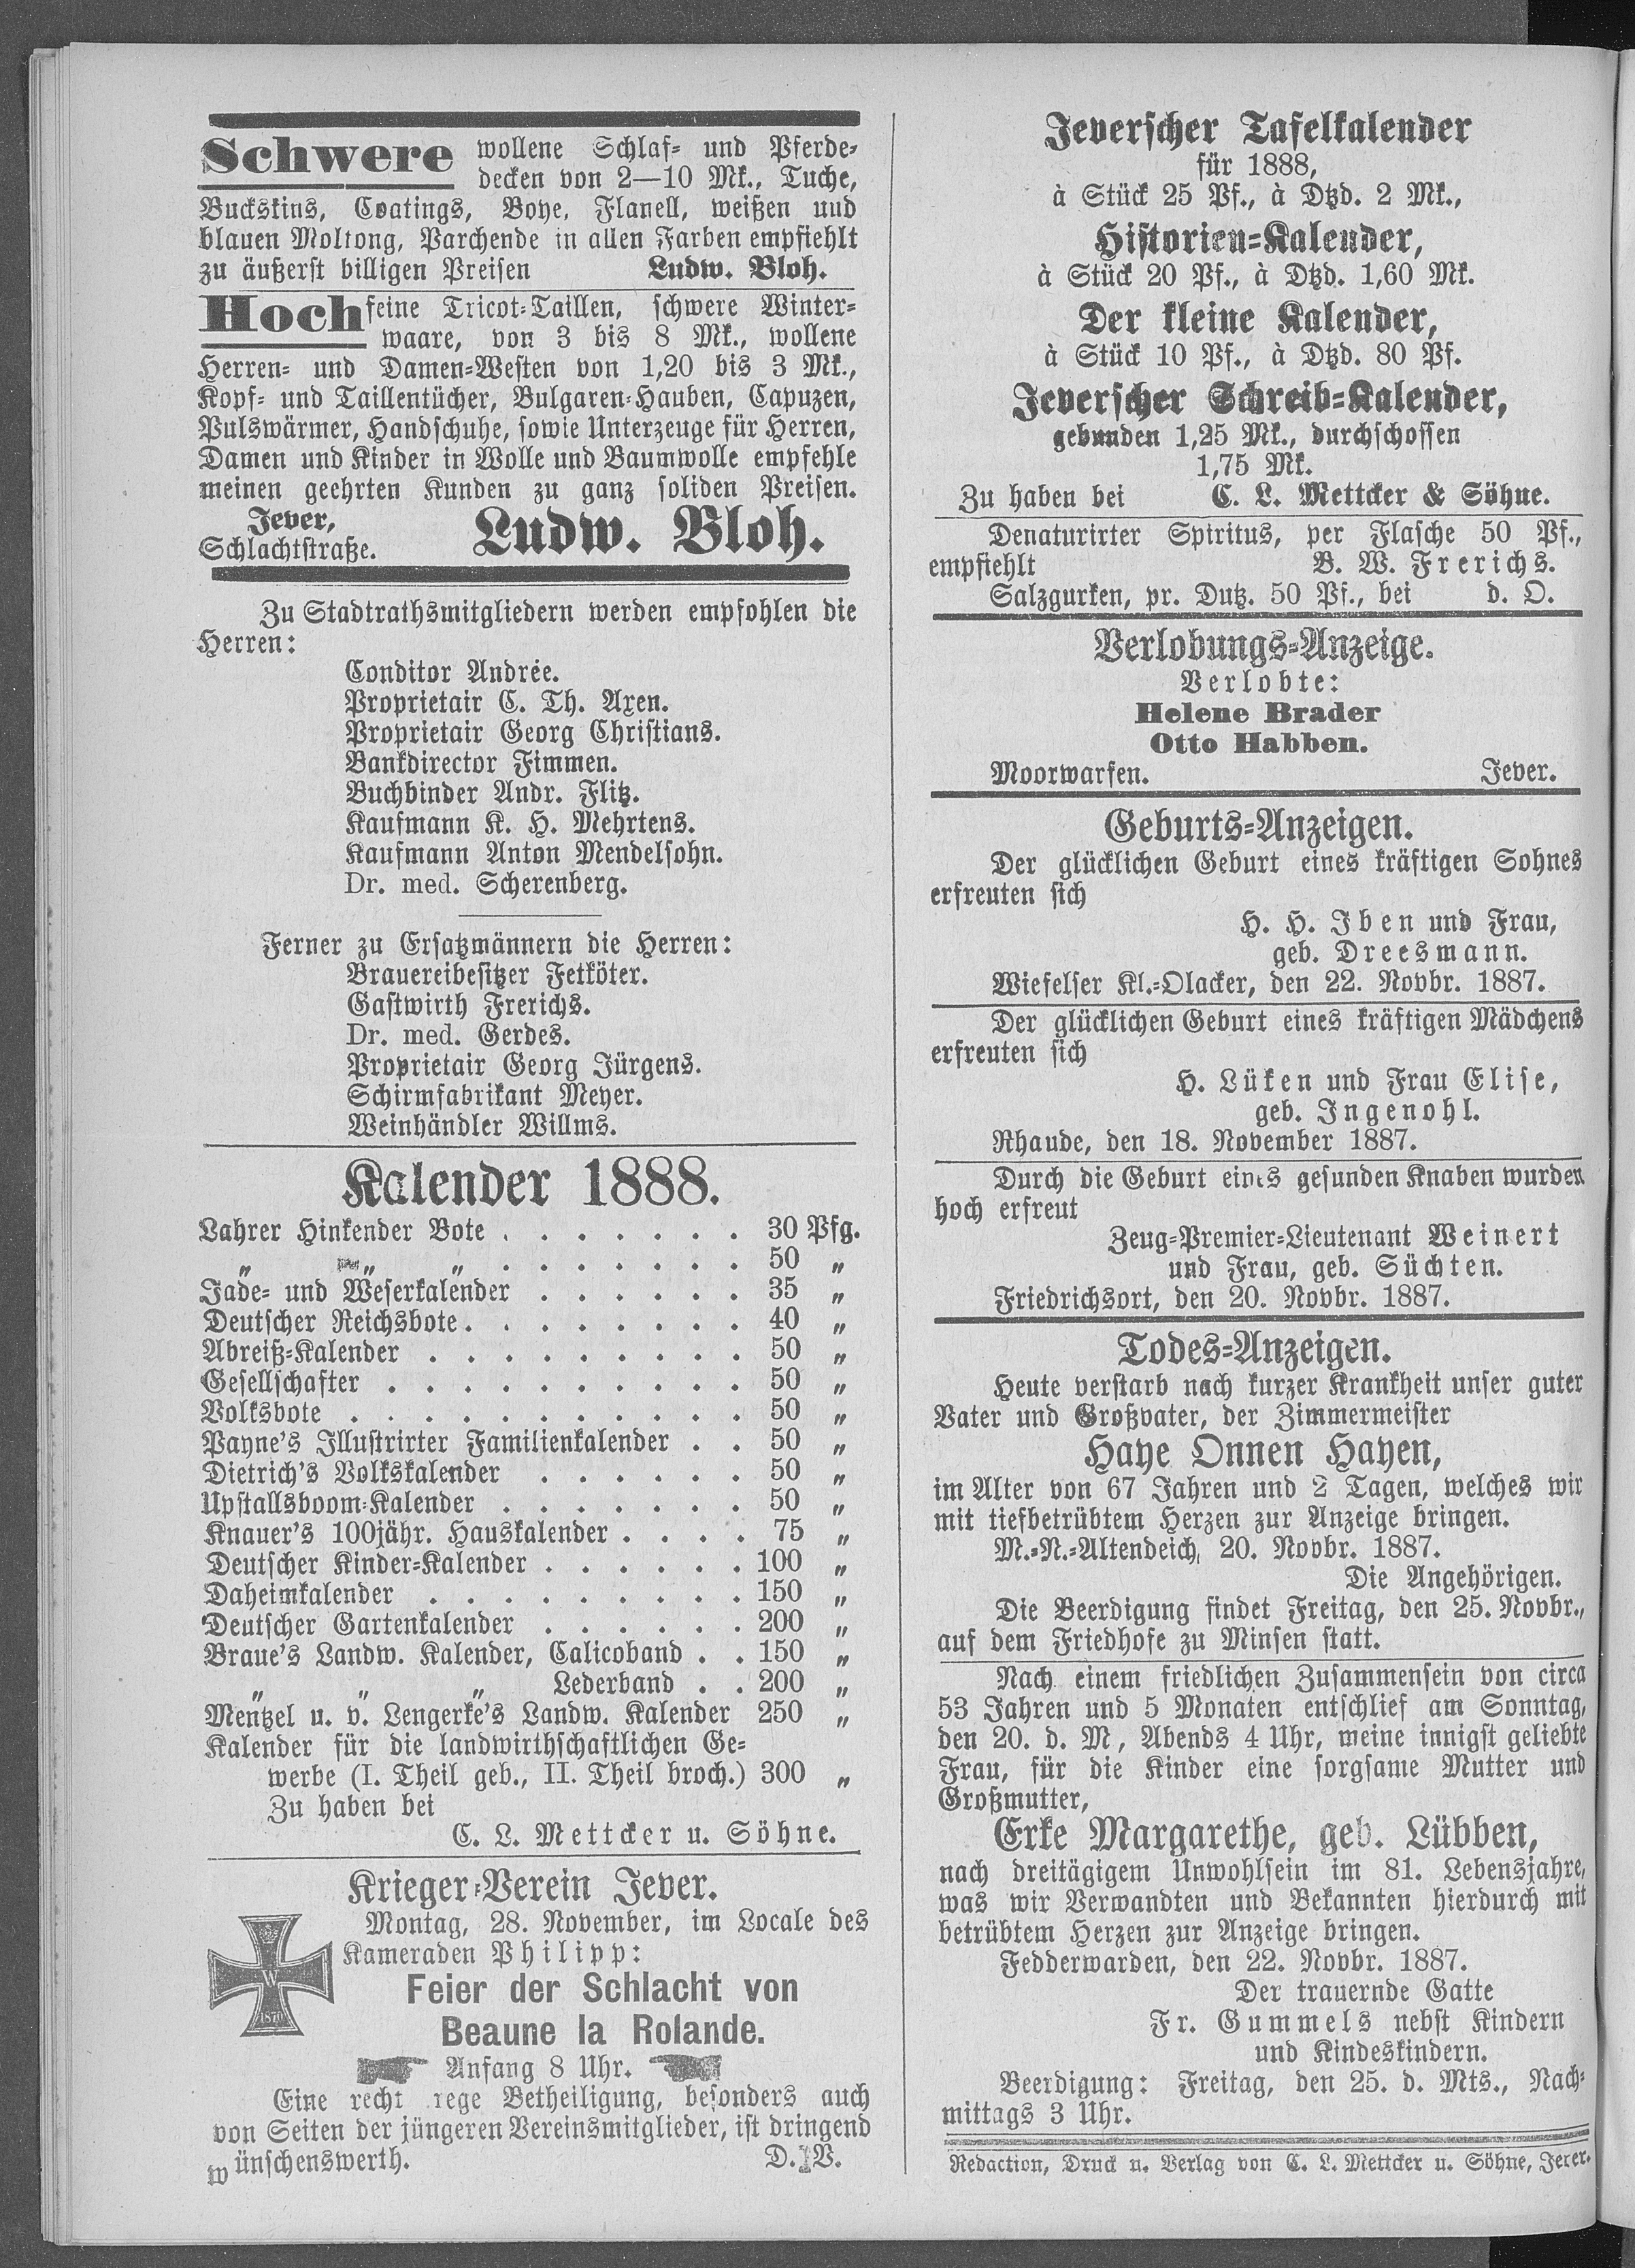 Schwere wollene Schlaf- und Pferde-
decken von 2—10 Mk., Tuche,
Buckskins, Coatings, Boye, Flanell, weißen und
blauen Moltong, Parchende in allen Farben empfiehlt
zu äußerst billigen Preisen Ludw. Bloh.
Hochfeine Tricot-Taillen, schwere Winter-
waare, von 3 bis 8 Mk., wollene
Herren- und Damen-Westen von 1,20 bis 3 Mk.,
Kopf- und Taillentücher, Bulgaren-Hauben, Capuzen,
Pulswärmer, Handschuhe, sowie Unterzeuge für Herren,
Damen und Kinder in Wolle und Baumwolle empfehle
meinen geehrten Kunden zu ganz soliden Preisen.
Jever,
Schlachtstraße. Ludw. Bloh.
Zu Stadtrathsmitgliedern werden empfohlen die
Herren:
Conditor Andrée.
Proprietair C. Th. Axen.
Proprietair Georg Christians.
Bankdirector Fimmen.
Buchbinder Andr. Flitz.
Kaufmann K. H. Mehrtens.
Kaufmann Anton Mendelsohn.
Dr. med. Scherenberg.
Ferner zu Ersatzmännern die Herren:
Brauereibesitzer Fetköter.
Gastwirth Frerichs.
Dr. med. Gerdes.
Proprietair Georg Jürgens.
Schirmfabrikant Meyer.
Weinhändler Willms.
Kalender 1888.
Lahrer Hinkender Bote . . . . . . . 30 Pfg.
„ „ „ . . . . . . . 50 „
Jade- und Weserkalender . . . . . . 35 „
Deutscher Reichsbote . . . . . . . . 40 „
Abreiß-Kalender . . . . . . . . . 50 „
Gesellschafter . . . . . . . . . . 50 „
Volksbote . . . . . . . . . . . 50 „
Payne's Illustrirter Familienkalender . . 50 „
Dietrich's Volkskalender . . . . . . 50 „
Upstallsboom-Kalender . . . . . . . 50 „
Knauer's 100jähr. Hauskalender . . . . 75 „
Deutscher Kinder-Kalender . . . . . . 100 „
Daheimkalender . . . . . . . . . 150 „
Deutscher Gartenkalender . . . . . . 200 „
Braue's Landw. Kalender, Calicoband . . 150 „
„ „ „ Lederband . . 200 „
Mentzel u. v. Lengerke's Landw. Kalender 250 „
Kalender für die landwirthschaftlichen Ge-
werbe (I. Theil geb., II. Theil broch.) 300 „
Zu haben bei
C. L. Mettcker u. Söhne.
Krieger-Verein Jever.
Montag, 28. November, im Locale des
Kameraden Philipp:
Feier der Schlacht von
Beaune la Rolande.
W
1870
Anfang 8 Uhr.
Eine recht rege Betheiligung, besonders auch
von Seiten der jüngeren Vereinsmitglieder, ist dringend
wünschenswerth. D. V.
Jeverscher Tafelkalender
für 1888,
à Stück 25 Pf., à Dtzd. 2 Mk.,
Historien-Kalender,
à Stück 20 Pf., à Dtzd. 1,60 Mk.
Der kleine Kalender,
à Stück 10 Pf., à Dtzd. 80 Pf.
Jeverscher Schreib-Kalender,
gebunden 1,25 Mk., durchschossen
1,75 Mk.
Zu haben bei C. L. Mettcker & Söhne.
Denaturirter Spiritus, per Flasche 50 Pf.,
empfiehlt B. W. Frerichs.
Salzgurken, pr. Dutz. 50 Pf., bei d. O.
Verlobungs-Anzeige.
Verlobte:
Helene Brader
Otto Habben.
Moorwarfen. Jever.
Geburts-Anzeigen.
Der glücklichen Geburt eines kräftigen Sohnes
erfreuten sich
H. H. Iben und Frau,
geb. Dreesmann.
Wiefelser Kl.-Olacker, den 22. Novbr. 1887.
Der glücklichen Geburt eines kräftigen Mädchens
erfreuten sich
H. Lüken und Frau Elise,
geb. Ingenohl.
Rhaude, den 18. November 1887.
Durch die Geburt eines gesunden Knaben wurden
hoch erfreut
Zeug-Premier-Lieutenant Weinert
und Frau, geb. Süchten.
Friedrichsort, den 20. Novbr. 1887.
Todes-Anzeigen.
Heute verstarb nach kurzer Krankheit unser guter
Vater und Großvater, der Zimmermeister
Haye Onnen Hayen,
im Alter von 67 Jahren und 2 Tagen, welches wir
mit tiefbetrübtem Herzen zur Anzeige bringen.
M.-N.-Altendeich, 20. Novbr. 1887.
Die Angehörigen.
Die Beerdigung findet Freitag, den 25. Novbr.,
auf dem Friedhofe zu Minsen statt.
Nach einem friedlichen Zusammensein von circa
53 Jahren und 5 Monaten entschlief am Sonntag,
den 20. d. M, Abends 4 Uhr, meine innigst geliebte
Frau, für die Kinder eine sorgsame Mutter und
Großmutter,
Erke Margarethe, geb. Lübben,
nach dreitägigem Unwohlsein im 81. Lebensjahre,
was wir Verwandten und Bekannten hierdurch mit
betrübtem Herzen zur Anzeige bringen.
Fedderwarden, den 22. Novbr. 1887.
Der trauernde Gatte
Fr. Gummels nebst Kindern
und Kindeskindern.
Beerdigung: Freitag, den 25. d. Mts., Nach-
mittags 3 Uhr.
Redaction, Druck u. Verlag von C. L. Mettcker u. Söhne, Jever.